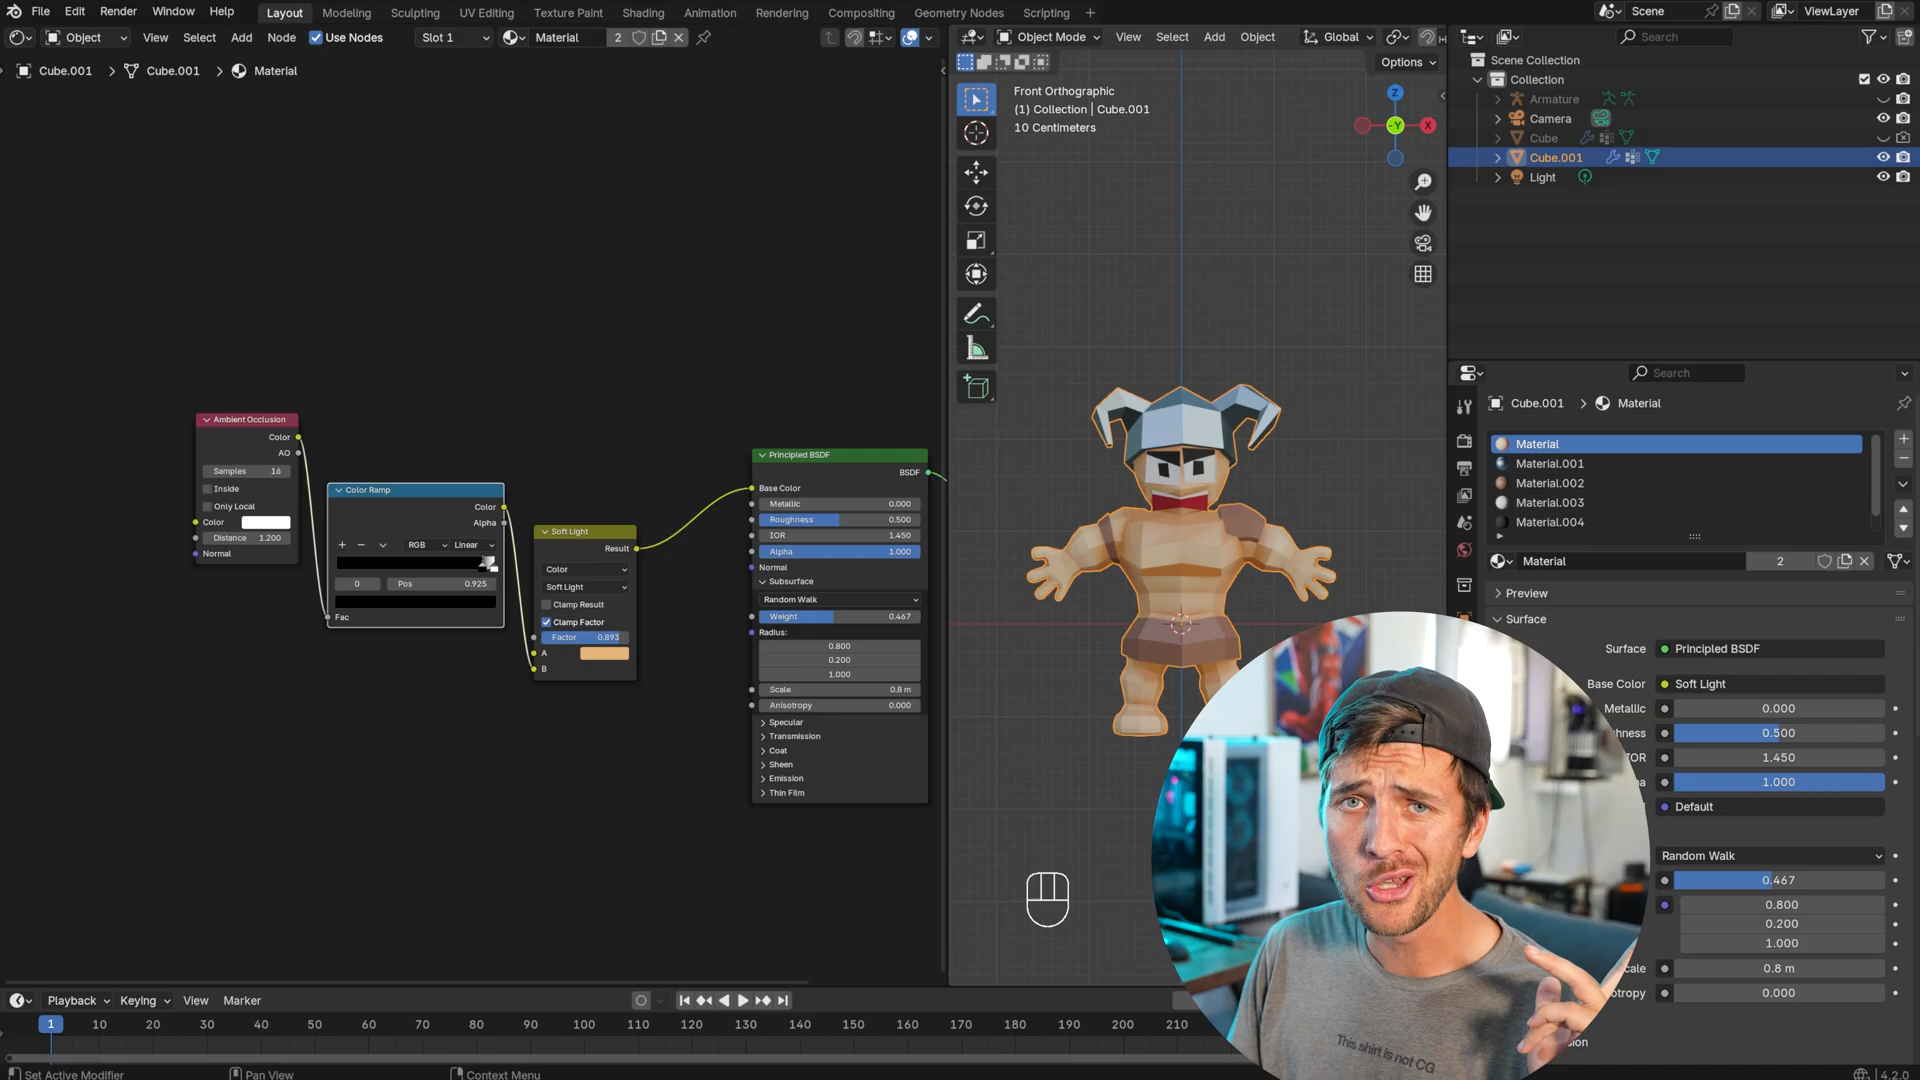 File Edit Render Window Help Layout Modeling Sculpting UV Editing Texture Paint Shading Animation Rendering Compositing Geometry Nodes Scripting + Scene ViewLayer
Object View Select Add Node Use Nodes Slot 1 Material 2
Object Mode View Select Add Object Global Search
Cube.001 > Cube.001 > Material
Options
Front Orthographic
(1) Collection | Cube.001
10 Centimeters
Z
-Y
X
Scene Collection
Collection
Armature
Camera
Cube
Cube.001
Light
Ambient Occlusion
Color
AO
Samples 16
Inside
Only Local
Color
Distance 1.200
Normal
Color Ramp
Color
Alpha
RGB Linear
0 Pos 0.925
Fac
Soft Light
Result
Color
Soft Light
Clamp Result
Clamp Factor
Factor 0.893
A
B
Principled BSDF
BSDF
Base Color
Metallic 0.000
Roughness 0.500
IOR 1.450
Alpha 1.000
Normal
Subsurface
Random Walk
Weight 0.467
Radius:
0.800
0.200
1.000
Scale 0.8 m
Anisotropy 0.000
Specular
Transmission
Coat
Sheen
Emission
Thin Film
Search
Cube.001 > Material
Material
Material.001
Material.002
Material.003
Material.004
Material 2
Preview
Surface
Surface Principled BSDF
Base Color Soft Light
Metallic 0.000
hness 0.500
IOR 1.450
1.000
Default
Random Walk
0.467
0.800
0.200
1.000
cale 0.8 m
otropy 0.000
This shirt is not CG
Playback Keying View Marker
1 10 20 30 40 50 60 70 80 90 100 110 120 130 140 150 160 170 180 190 200 210
Set Active Modifier Pan View Context Menu 4.2.0